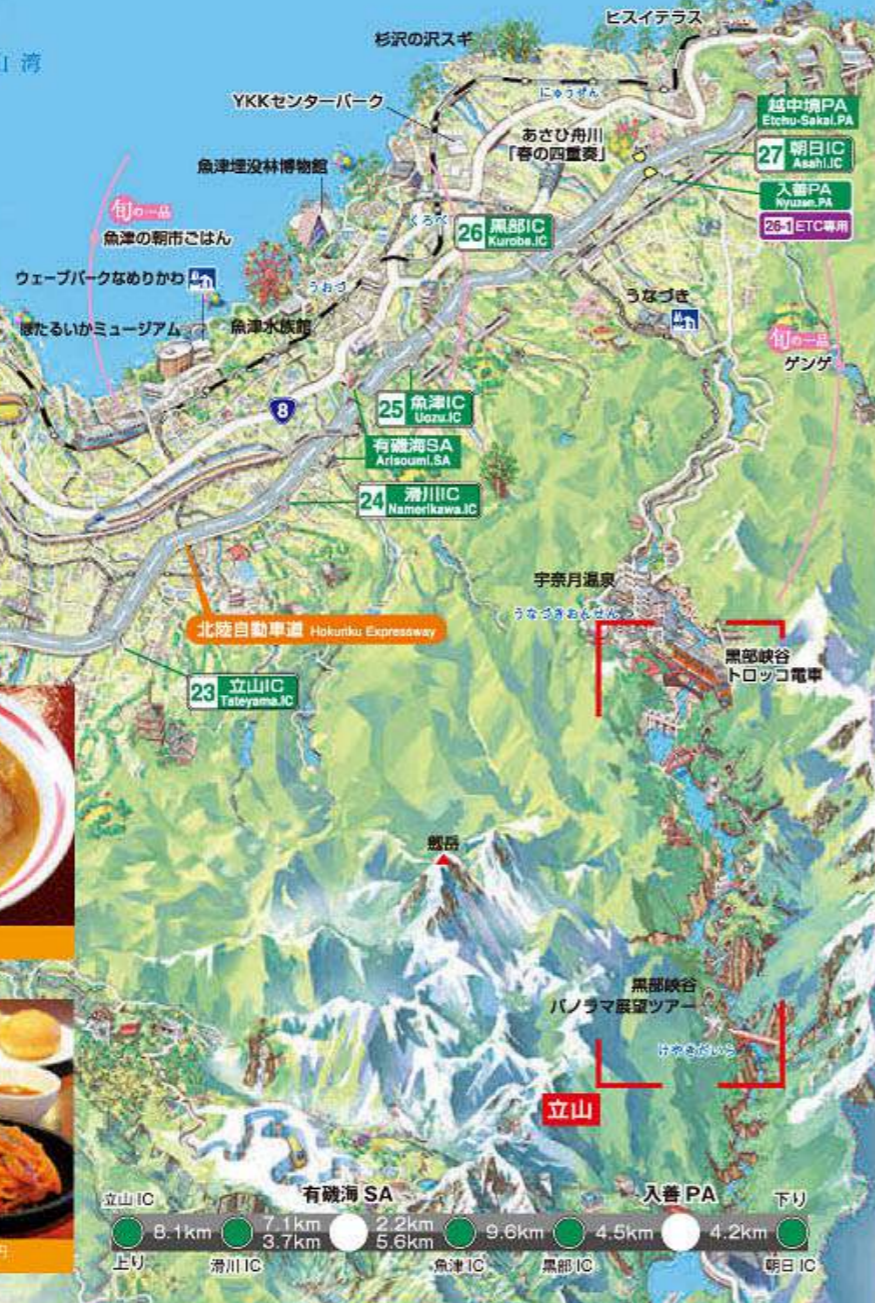 山 湾
ヒスイテラス
杉沢の沢スギ
にゅうぜん
YKKセンターパーク
越中境PA
Etchu-Sakai.PA
あさひ舟川
「春の四重奏」
27 朝日IC
Asahi.IC
魚津埋没林博物館
入善PA
Nyuzen.PA
26-1 ETC専用
旬の一品
魚津の朝市ごはん
くろべ
26 黒部IC
Kurobe.IC
ウェーブパークなめりかわ
うおづ
うなづき
ほたるいかミュージアム
魚津水族館
旬の一品
ゲンゲ
8
25 魚津IC
Uozu.IC
有磯海SA
Arisoumi.SA
24 滑川IC
Namerikawa.IC
宇奈月温泉
うなづきおんせん
北陸自動車道 Hokuriku Expressway
黒部峡谷
トロッコ電車
23 立山IC
Tateyama.IC
剱岳
黒部峡谷
パノラマ展望ツアー
けやきだいら
立山
立山 IC
有磯海 SA
入善 PA
下り
8.1km
7.1km
3.7km
2.2km
5.6km
9.6km
4.5km
4.2km
上り
滑川 IC
魚津 IC
黒部 IC
朝日 IC
円